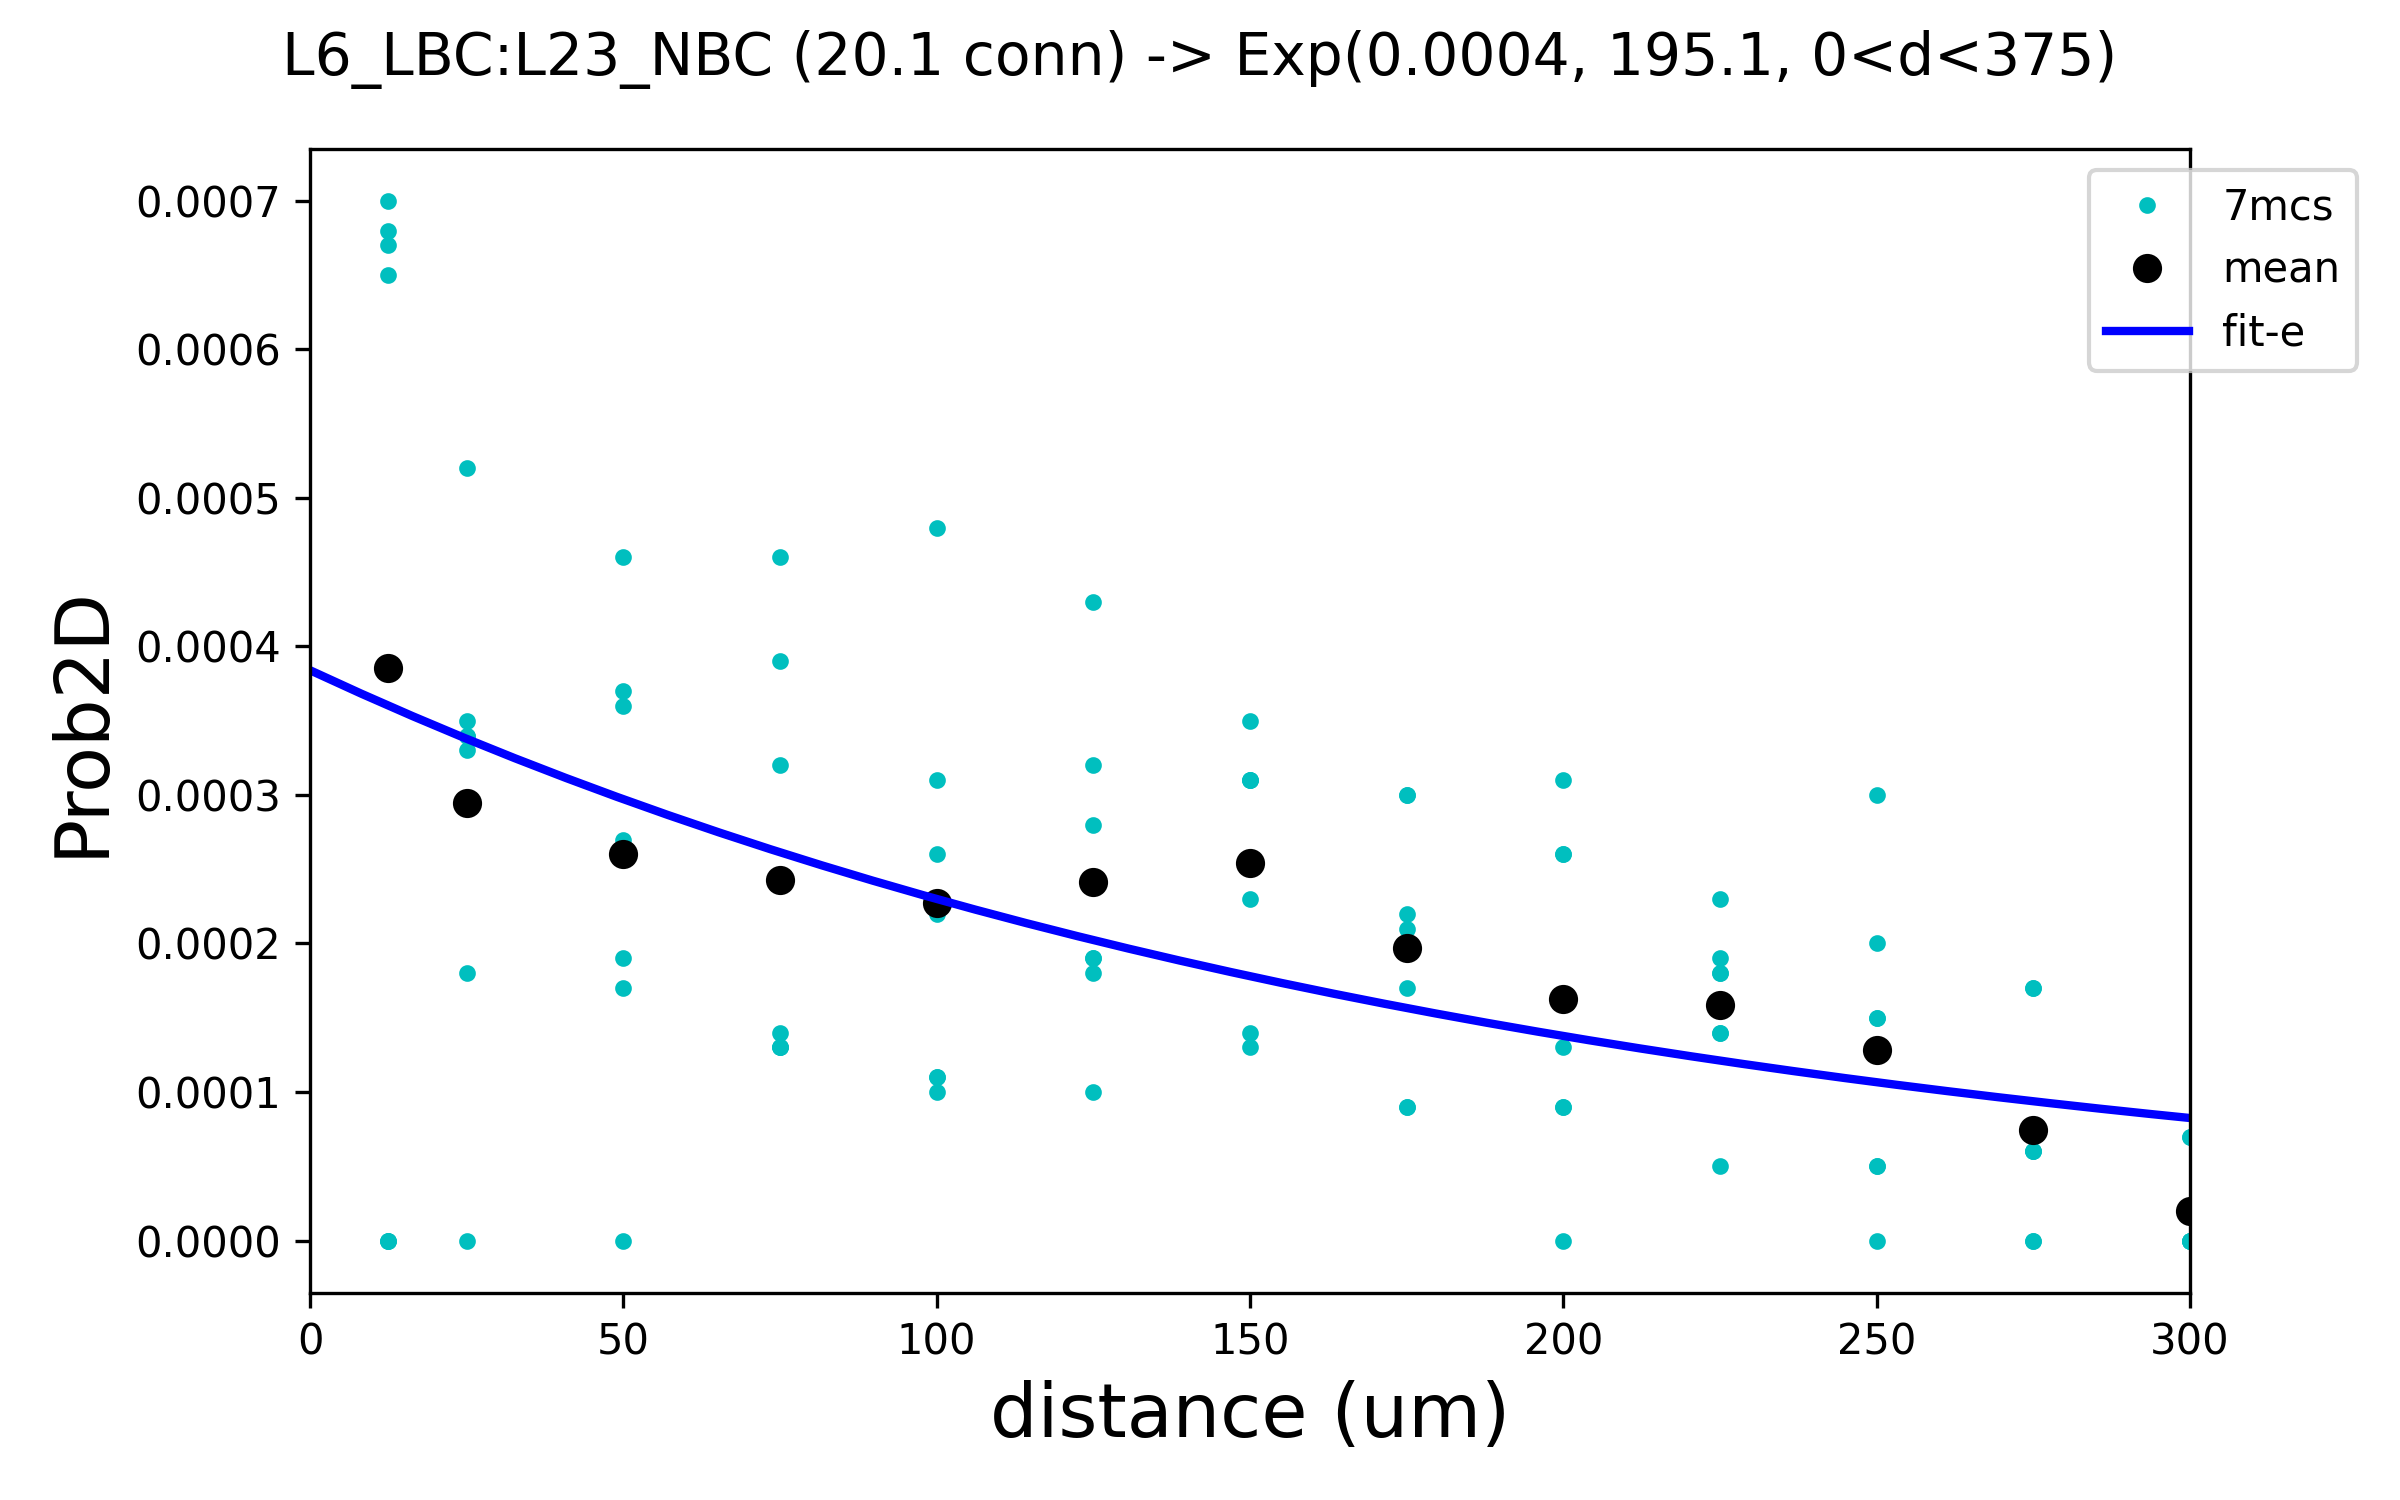 L6_LBC:L23_NBC (20.1 conn) -> Exp(0.0004, 195.1, 0<d<375)
7mcs
mean
fit-e
Prob2D
0.0007
0.0006
0.0005
0.0004
0.0003
0.0002
0.0001
0.0000
0 50 100 150 200 250 300
distance (um)